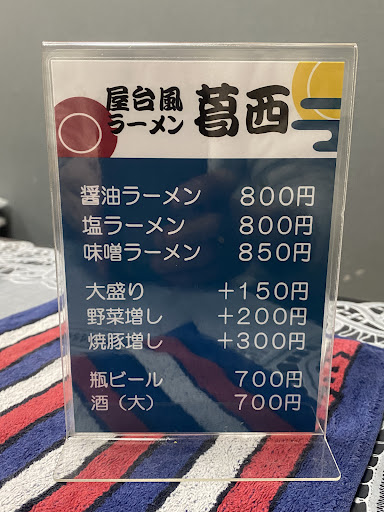 屋台風
ラーメン 葛西
醤油ラーメン 800円
塩ラーメン 800円
味噌ラーメン 850円
大盛り +150円
野菜増し +200円
焼豚増し +300円
瓶ビール 700円
酒(大) 700円